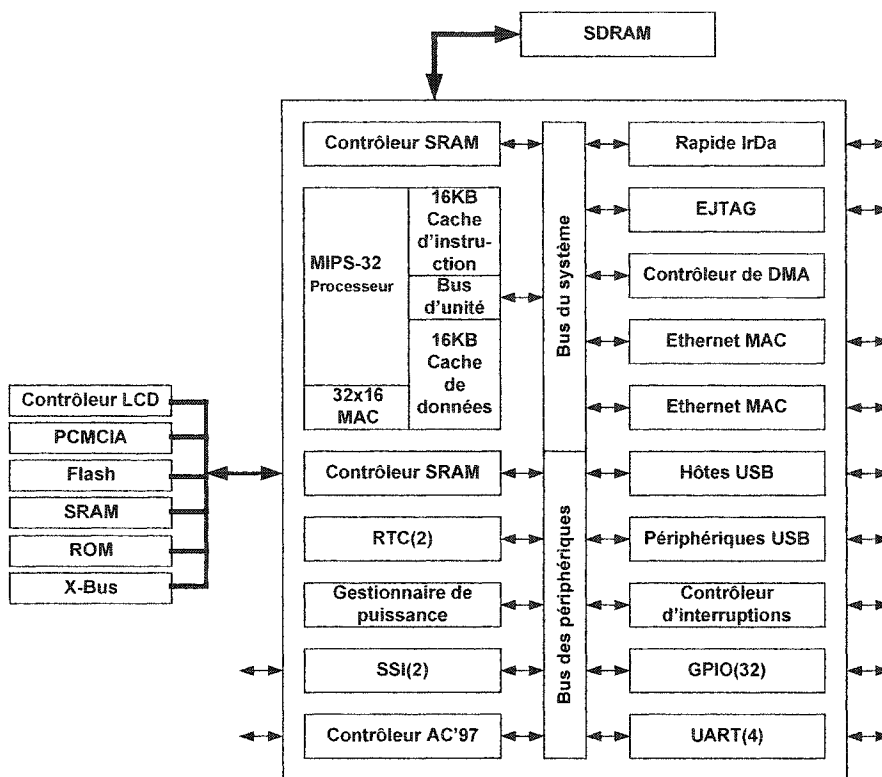 SDRAM
Contrôleur SRAM
Rapide IrDa
16KB
Cache
d'instru-
ction
MIPS-32
Processeur
Bus
d'unité
16KB
Cache
de
données
32x16
MAC
Bus du système
EJTAG
Contrôleur de DMA
Ethernet MAC
Ethernet MAC
Contrôleur LCD
PCMCIA
Flash
SRAM
ROM
X-Bus
Contrôleur SRAM
Hôtes USB
RTC(2)
Périphériques USB
Gestionnaire de
puissance
Bus des périphériques
Contrôleur
d'interruptions
SSI(2)
GPIO(32)
Contrôleur AC'97
UART(4)